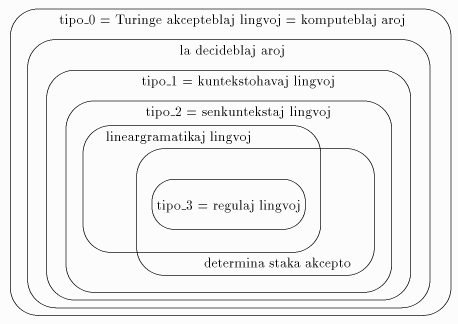 tipo_0 = Turinge akcepteblaj lingvoj = komputeblaj aroj
la decideblaj aroj
tipo_1 = kuntekstohavaj lingvoj
tipo_2 = senkuntekstaj lingvoj
lineargramatikaj lingvoj
tipo_3 = regulaj lingvoj
determina staka akcepto